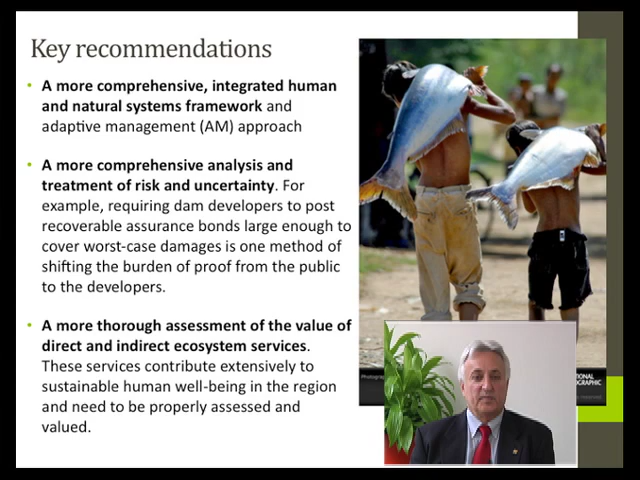 Key recommendations
• A more comprehensive, integrated human
and natural systems framework and
adaptive management (AM) approach
• A more comprehensive analysis and
treatment of risk and uncertainty. For
example, requiring dam developers to post
recoverable assurance bonds large enough to
cover worst-case damages is one method of
shifting the burden of proof from the public
to the developers.
• A more thorough assessment of the value of
direct and indirect ecosystem services.
These services contribute extensively to
sustainable human well-being in the region
and need to be properly assessed and
valued.